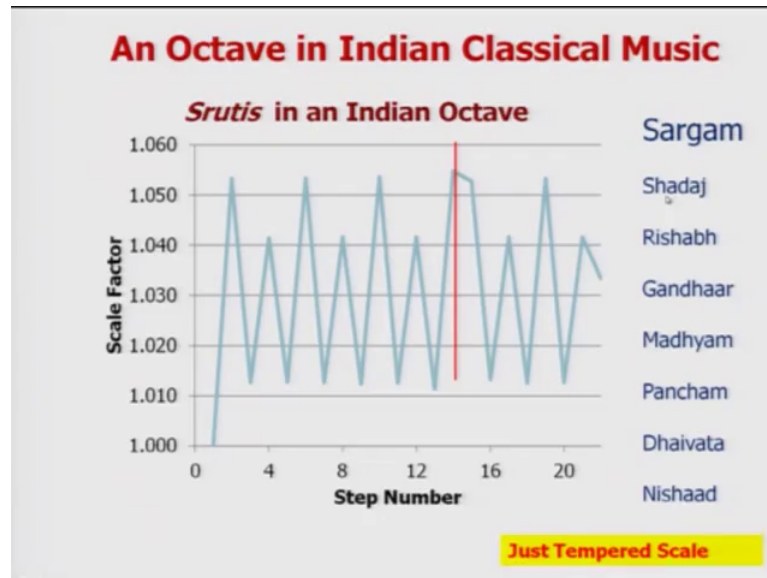 An Octave in Indian Classical Music
Srutis in an Indian Octave
Sargam
Shadaj
Rishabh
Gandhaar
Madhyam
Pancham
Dhaivata
Nishaad
Scale Factor
1.060
1.050
1.040
1.030
1.020
1.010
1.000
0 4 8 12 16 20
Step Number
Just Tempered Scale